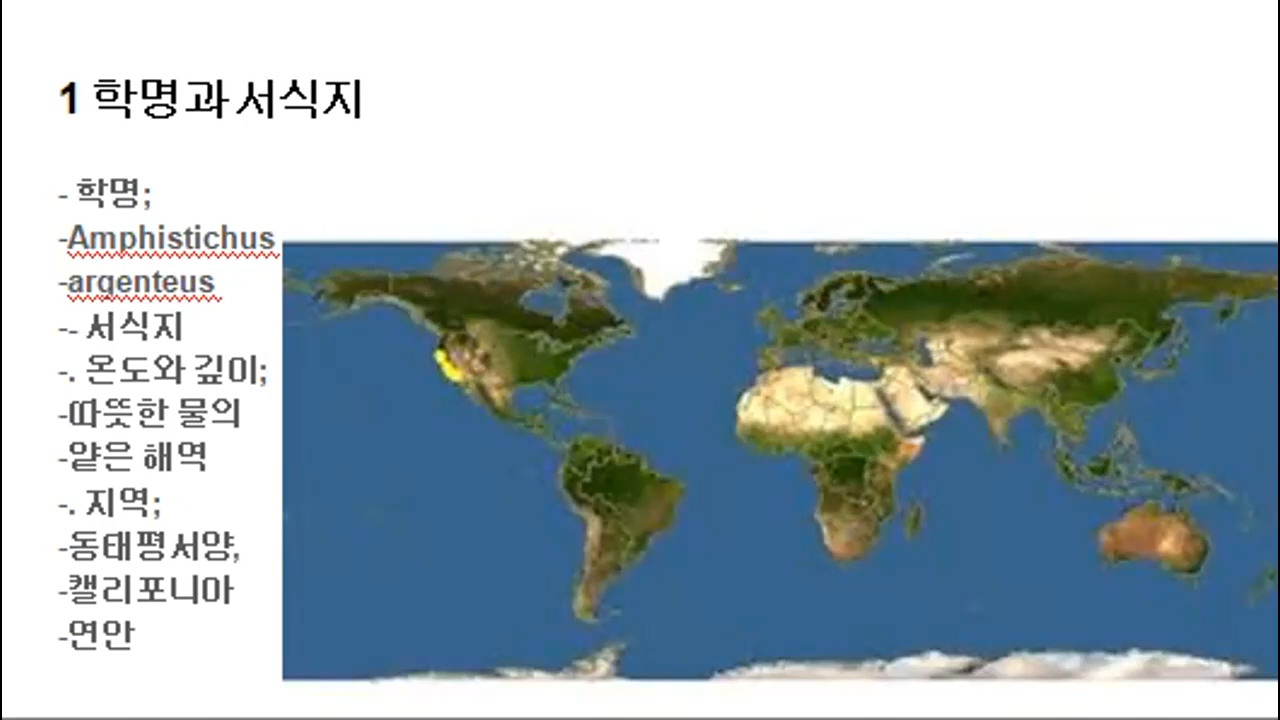 1 학명과 서식지
- 학명;
-Amphistichus
-argenteus
-- 서식지
-. 온도와 깊이;
-따뜻한 물의
-얕은 해역
-. 지역;
-동태평서양,
-캘리포니아
-연안